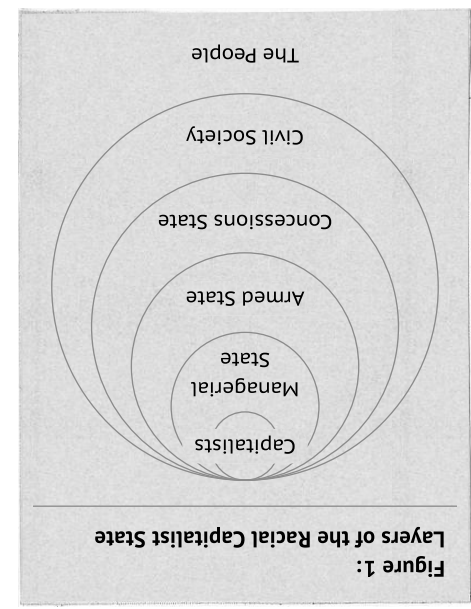 Figure 1:
Layers of the Racial Capitalist State
Capitalists
Managerial
State
Armed State
Concessions State
Civil Society
The People